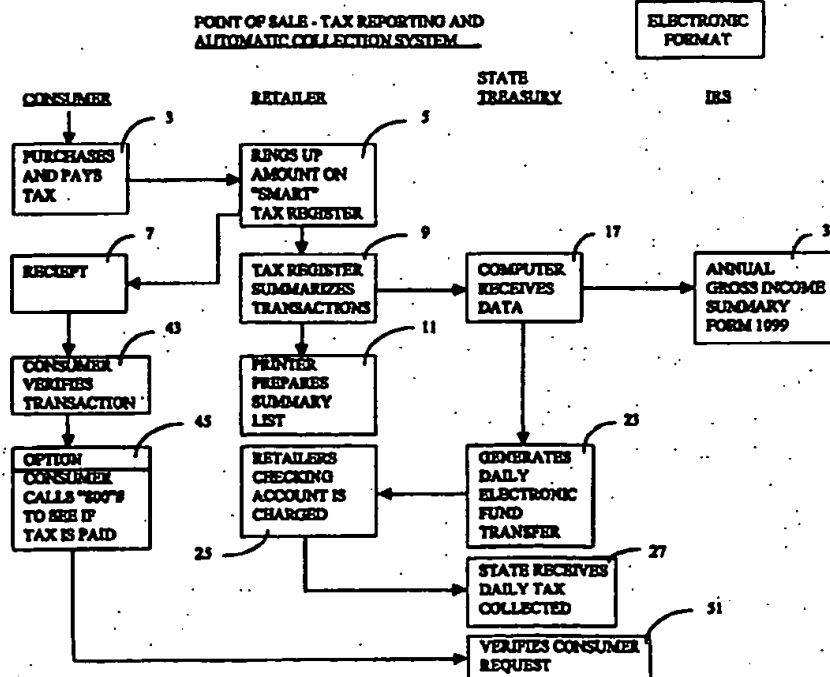 POINT OF SALE - TAX REPORTING AND
AUTOMATIC COLLECTION SYSTEM
ELECTRONIC
FORMAT
CONSUMER
RETAILER
STATE
TREASURY
IRS
3
PURCHASES
AND PAYS
TAX
5
RINGS UP
AMOUNT ON
"SMART"
TAX REGISTER
7
RECIEPT
9
TAX REGISTER
SUMMARIZES
TRANSACTIONS
17
COMPUTER
RECEIVES
DATA
ANNUAL
GROSS INCOME
SUMMARY
FORM 1099
43
CONSUMER
VERIFIES
TRANSACTION
11
PRINTER
PREPARES
SUMMARY
LIST
45
OPTION
CONSUMER
CALLS "800"#
TO SEE IF
TAX IS PAID
RETAILERS
CHECKING
ACCOUNT IS
CHARGED
25
23
GENERATES
DAILY
ELECTRONIC
FUND
TRANSFER
27
STATE RECEIVES
DAILY TAX
COLLECTED
51
VERIFIES CONSUMER
REQUEST